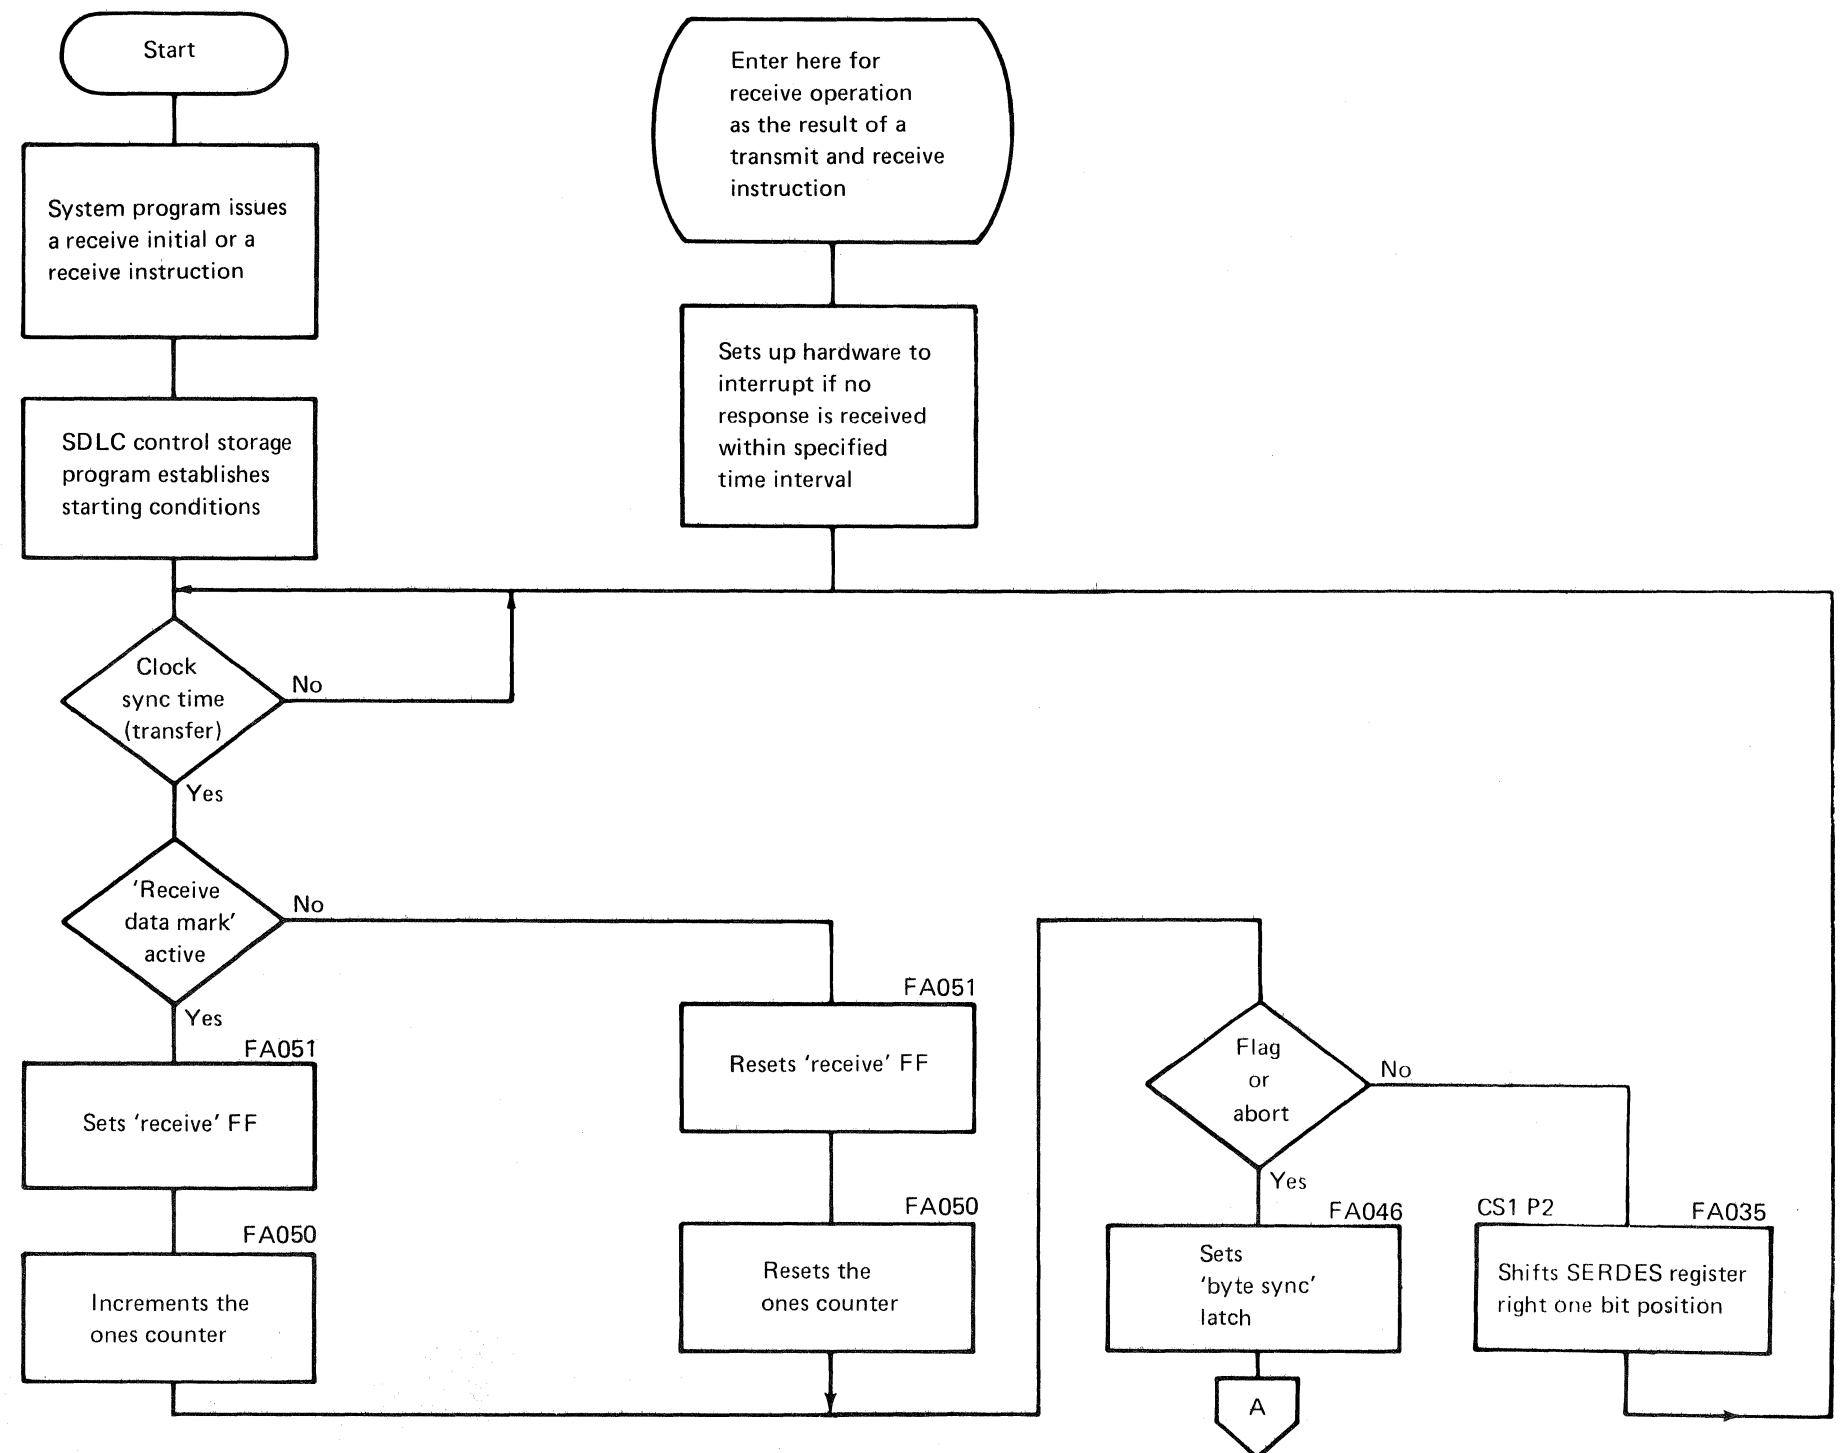 Start
System program issues
a receive initial or a
receive instruction
SDLC control storage
program establishes
starting conditions
Enter here for
receive operation
as the result of a
transmit and receive
instruction
Sets up hardware to
interrupt if no
response is received
within specified
time interval
Clock
sync time
(transfer)
No
Yes
‘Receive
data mark’
active
No
Yes
FA051
Sets ‘receive’ FF
FA050
Increments the
ones counter
FA051
Resets ‘receive’ FF
FA050
Resets the
ones counter
Flag
or
abort
No
Yes
FA046
Sets
‘byte sync’
latch
A
CS1 P2
FA035
Shifts SERDES register
right one bit position